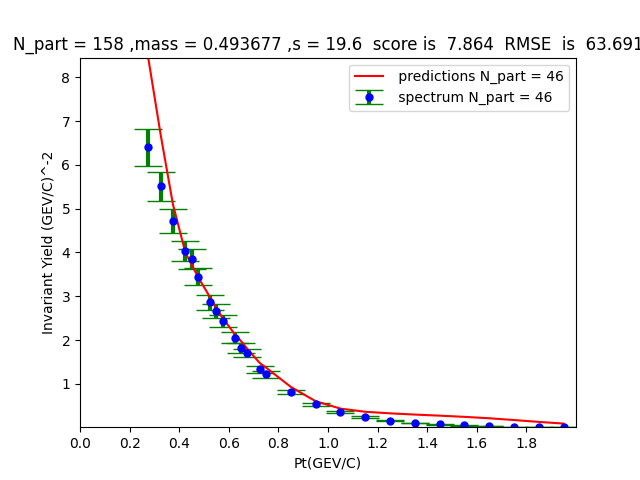 N_part = 158 ,mass = 0.493677 ,s = 19.6  score is  7.864  RMSE  is  63.691
predictions N_part = 46
spectrum N_part = 46
Invariant Yield (GEV/C)^-2
8
7
6
5
4
3
2
1
0.0 0.2 0.4 0.6 0.8 1.0 1.2 1.4 1.6 1.8
Pt(GEV/C)